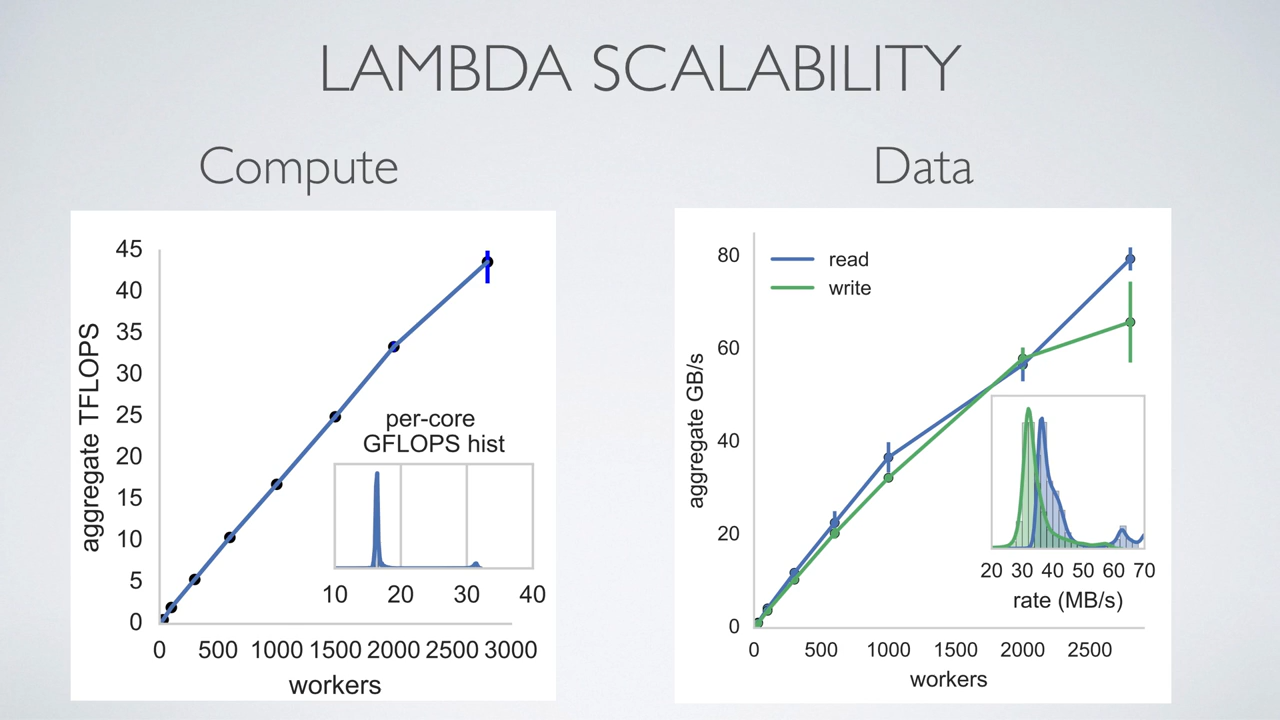 LAMBDA SCALABILITY
Compute
45
40
35
30
25
20
15
10
5
0
aggregate TFLOPS
per-core
GFLOPS hist
10 20 30 40
0 500 1000 1500 2000 2500 3000
workers
Data
80
60
40
20
0
aggregate GB/s
read
write
20 30 40 50 60 70
rate (MB/s)
0 500 1000 1500 2000 2500
workers